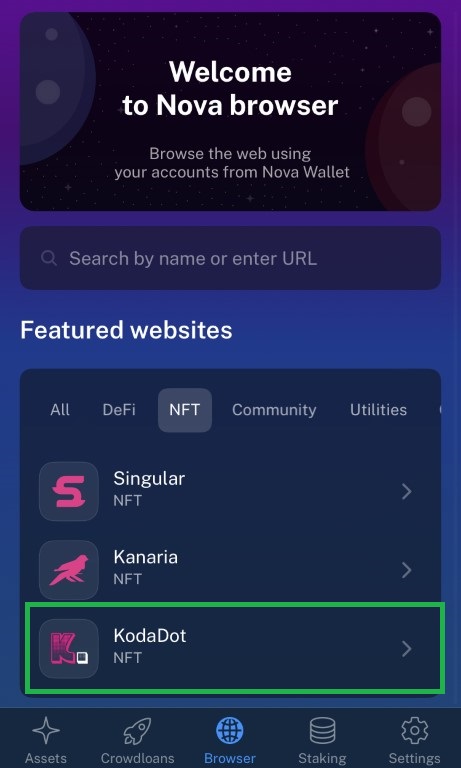 Welcome
to Nova browser
Browse the web using
your accounts from Nova Wallet
Search by name or enter URL
Featured websites
All DeFi NFT Community Utilities
Singular
NFT
Kanaria
NFT
KodaDot
NFT
Assets Crowdloans Browser Staking Settings